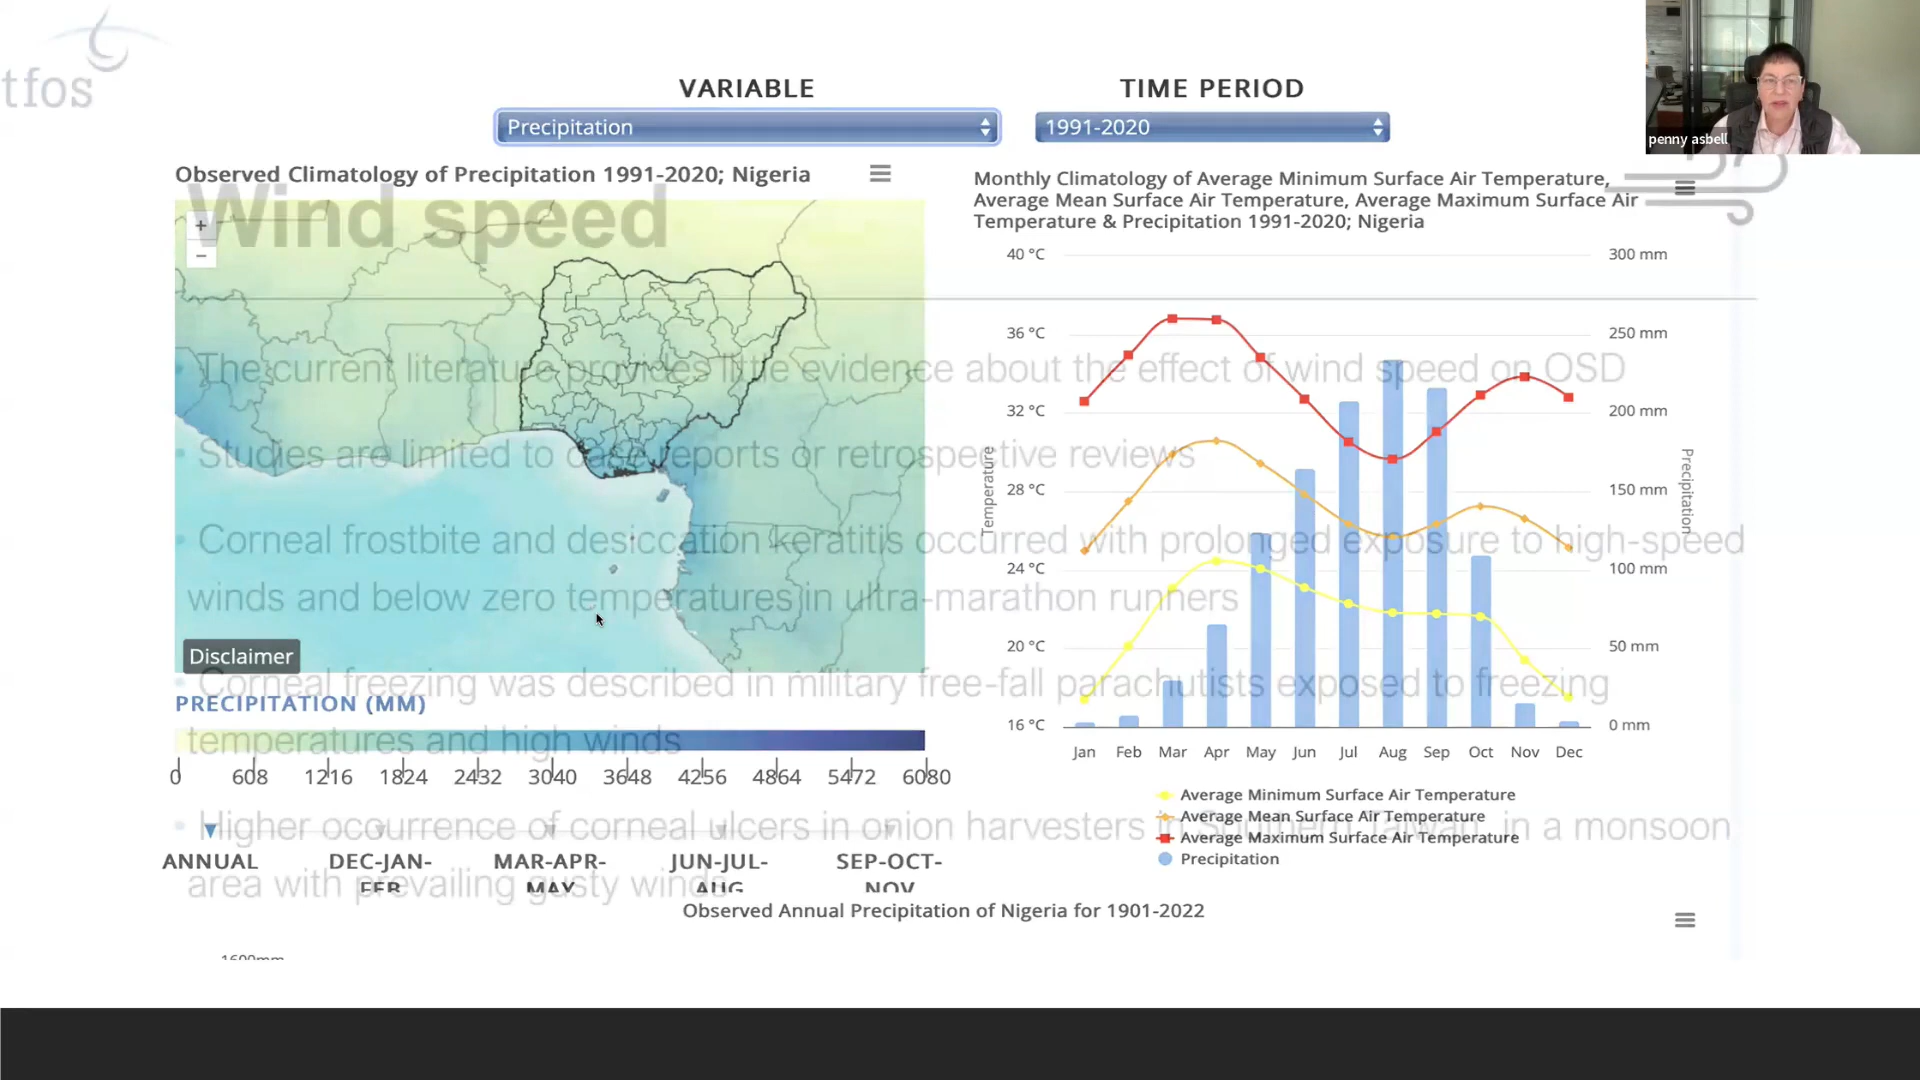 tfos
VARIABLE
TIME PERIOD
Precipitation
1991-2020
penny asbell
Observed Climatology of Precipitation 1991-2020; Nigeria
Monthly Climatology of Average Minimum Surface Air Temperature,
Average Mean Surface Air Temperature, Average Maximum Surface Air
Temperature & Precipitation 1991-2020; Nigeria
Wind speed
+
−
40 °C
300 mm
36 °C
250 mm
The current literature provides little evidence about the effect of wind speed on OSD
32 °C
200 mm
Studies are limited to case reports or retrospective reviews
Temperature
Precipitation
28 °C
150 mm
Corneal frostbite and desiccation keratitis occurred with prolonged exposure to high-speed
24 °C
100 mm
winds and below zero temperatures in ultra-marathon runners
20 °C
50 mm
Disclaimer
Corneal freezing was described in military free-fall parachutists exposed to freezing
PRECIPITATION (MM)
16 °C
0 mm
temperatures and high winds
Jan Feb Mar Apr May Jun Jul Aug Sep Oct Nov Dec
0 608 1216 1824 2432 3040 3648 4256 4864 5472 6080
Average Minimum Surface Air Temperature
Average Mean Surface Air Temperature
Average Maximum Surface Air Temperature
Precipitation
Higher occurrence of corneal ulcers in onion harvesters in Southern Taiwan, in a monsoon
area with prevailing gusty winds
ANNUAL
DEC-JAN-
FEB
MAR-APR-
MAY
JUN-JUL-
AUG
SEP-OCT-
NOV
Observed Annual Precipitation of Nigeria for 1901-2022
1600mm